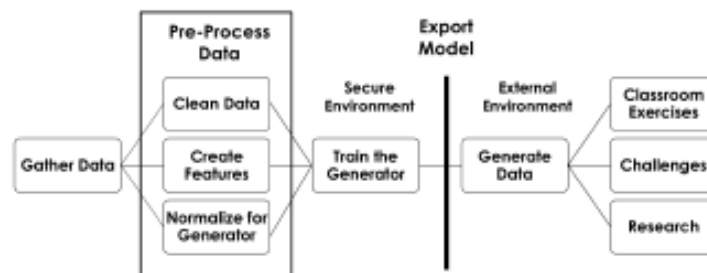 Pre-Process
Data
Export
Model
Clean Data
Secure
Environment
External
Environment
Classroom
Exercises
Gather Data
Create
Features
Train the
Generator
Generate
Data
Challenges
Normalize for
Generator
Research